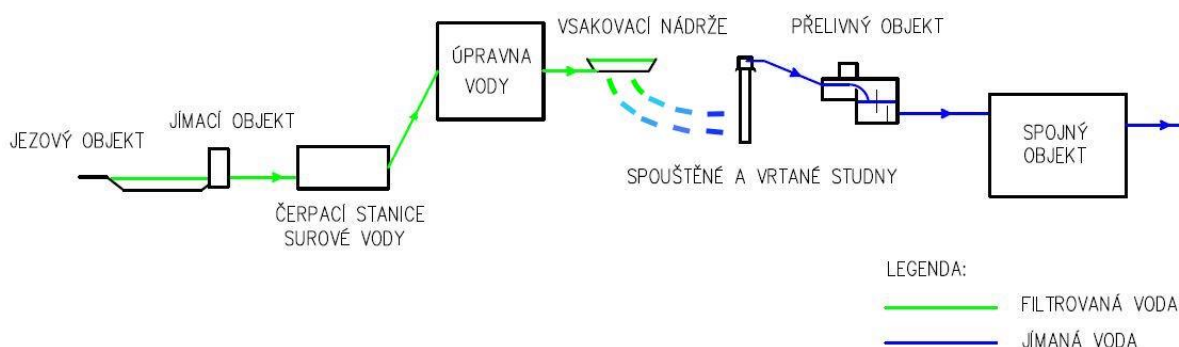 JEZOVÝ OBJEKT
JÍMACÍ OBJEKT
ČERPACÍ STANICE
SUROVÉ VODY
ÚPRAVNA
VODY
VSAKOVACÍ NÁDRŽE
SPOUŠTĚNÉ A VRTANÉ STUDNY
PŘELIVNÝ OBJEKT
SPOJNÝ
OBJEKT
LEGENDA:
FILTROVANÁ VODA
JÍMANÁ VODA